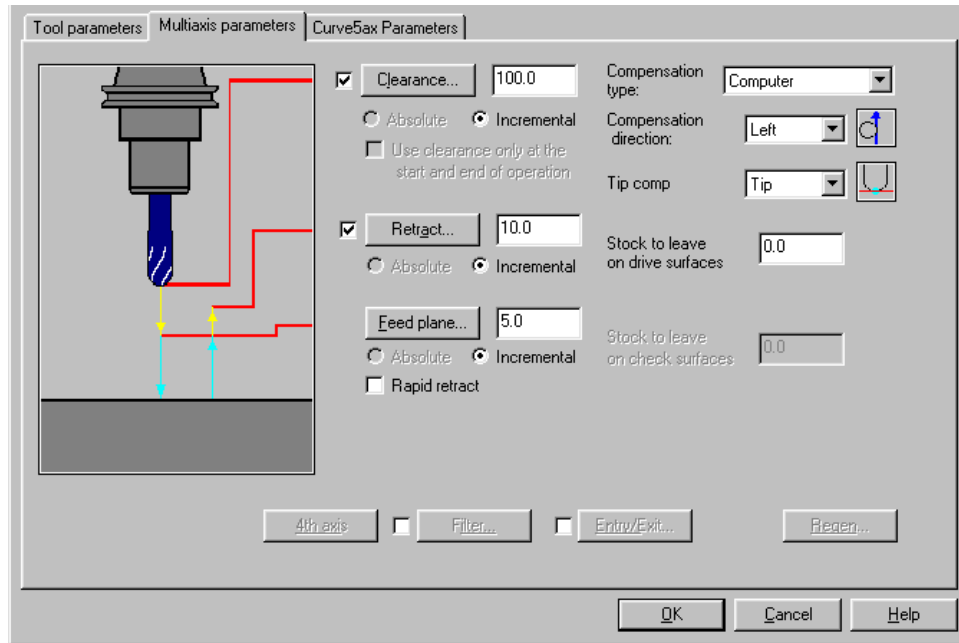 Tool parameters Multiaxis parameters Curve5ax Parameters
Clearance... 100.0
Absolute Incremental
Use clearance only at the
start and end of operation
Retract... 10.0
Absolute Incremental
Feed plane... 5.0
Absolute Incremental
Rapid retract
Compensation
type:
Computer
Compensation
direction:
Left
Tip comp
Tip
Stock to leave
on drive surfaces
0.0
Stock to leave
on check surfaces
0.0
4th axis Filter... Entry/Exit... Regen...
OK Cancel Help